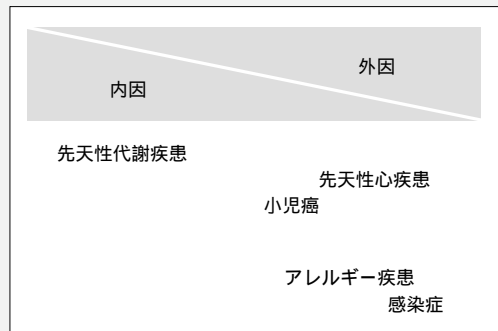 外因
内因
先天性代謝疾患
先天性心疾患
小児癌
アレルギー疾患
感染症